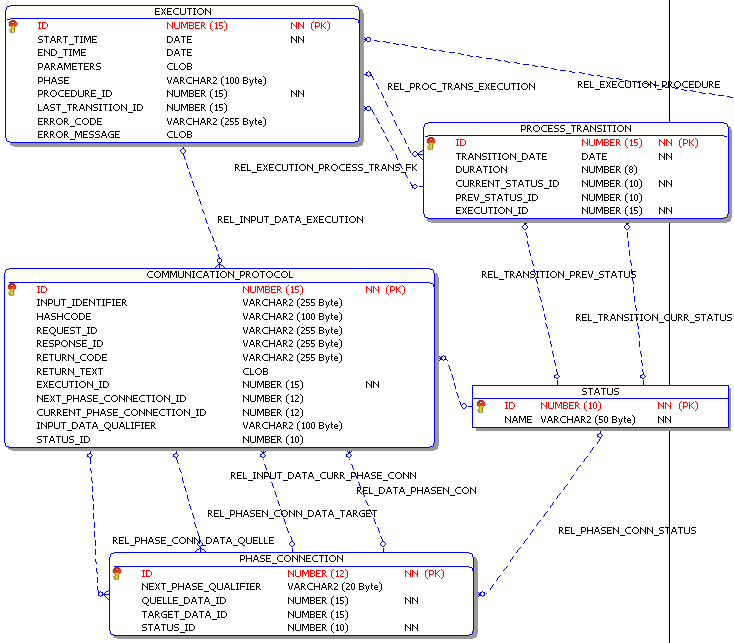 EXECUTION
ID NUMBER (15) NN (PK)
START_TIME DATE NN
END_TIME DATE
PARAMETERS CLOB
PHASE VARCHAR2 (100 Byte)
PROCEDURE_ID NUMBER (15) NN
LAST_TRANSITION_ID NUMBER (15)
ERROR_CODE VARCHAR2 (255 Byte)
ERROR_MESSAGE CLOB
REL_EXECUTION_PROCEDURE
REL_PROC_TRANS_EXECUTION
REL_EXECUTION_PROCESS_TRANS_FK
PROCESS_TRANSITION
ID NUMBER (15) NN (PK)
TRANSITION_DATE DATE NN
DURATION NUMBER (8)
CURRENT_STATUS_ID NUMBER (10) NN
PREV_STATUS_ID NUMBER (10)
EXECUTION_ID NUMBER (15) NN
REL_INPUT_DATA_EXECUTION
REL_TRANSITION_PREV_STATUS
REL_TRANSITION_CURR_STATUS
COMMUNICATION_PROTOCOL
ID NUMBER (15) NN (PK)
INPUT_IDENTIFIER VARCHAR2 (255 Byte)
HASHCODE VARCHAR2 (100 Byte)
REQUEST_ID VARCHAR2 (255 Byte)
RESPONSE_ID VARCHAR2 (255 Byte)
RETURN_CODE VARCHAR2 (255 Byte)
RETURN_TEXT CLOB
EXECUTION_ID NUMBER (15) NN
NEXT_PHASE_CONNECTION_ID NUMBER (12)
CURRENT_PHASE_CONNECTION_ID NUMBER (12)
INPUT_DATA_QUALIFIER VARCHAR2 (100 Byte)
STATUS_ID NUMBER (10)
STATUS
ID NUMBER (10) NN (PK)
NAME VARCHAR2 (50 Byte) NN
REL_INPUT_DATA_CURR_PHASE_CONN
REL_DATA_PHASEN_CON
REL_PHASEN_CONN_DATA_TARGET
REL_PHASE_CONN_DATA_QUELLE
REL_PHASEN_CONN_STATUS
PHASE_CONNECTION
ID NUMBER (12) NN (PK)
NEXT_PHASE_QUALIFIER VARCHAR2 (20 Byte)
QUELLE_DATA_ID NUMBER (15) NN
TARGET_DATA_ID NUMBER (15)
STATUS_ID NUMBER (10) NN